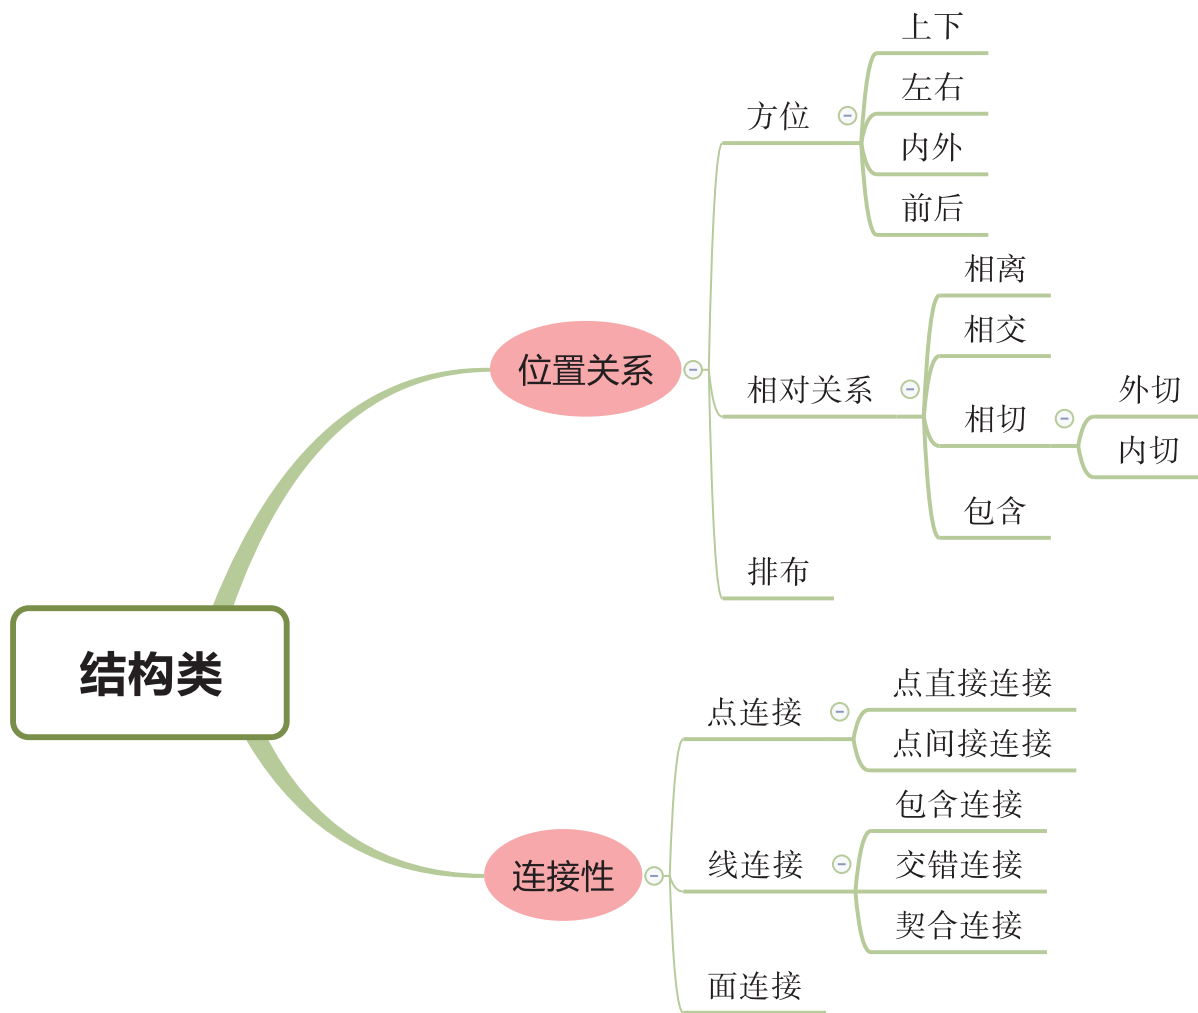 结构类
位置关系
方位
上下
左右
内外
前后
相对关系
相离
相交
相切
外切
内切
包含
排布
连接性
点连接
点直接连接
点间接连接
线连接
包含连接
交错连接
契合连接
面连接